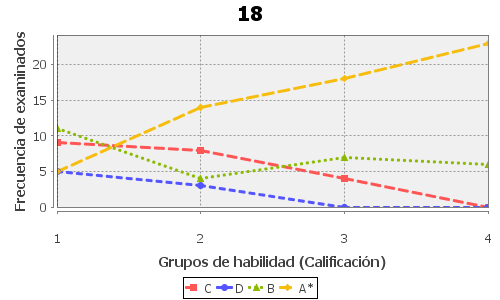 18
Frecuencia de examinados
20
15
10
5
0
1 2 3 4
Grupos de habilidad (Calificación)
C D B A*